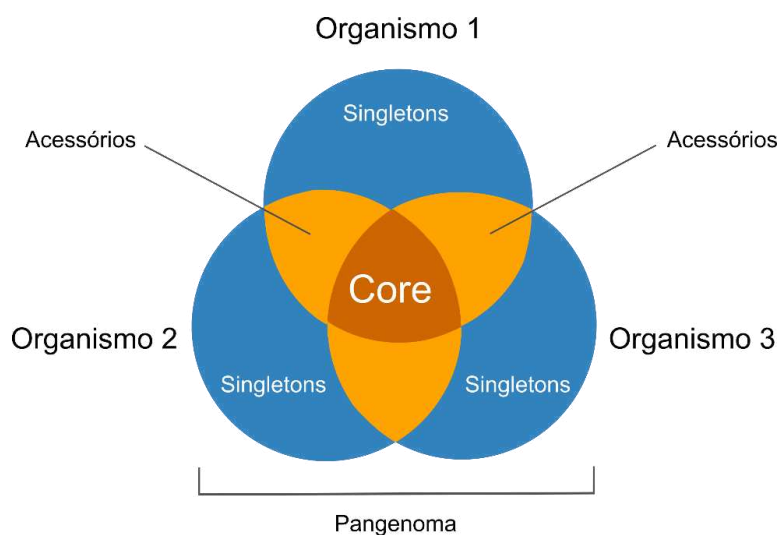 Organismo 1
Singletons
Acessórios
Acessórios
Core
Organismo 2
Organismo 3
Singletons
Singletons
Pangenoma